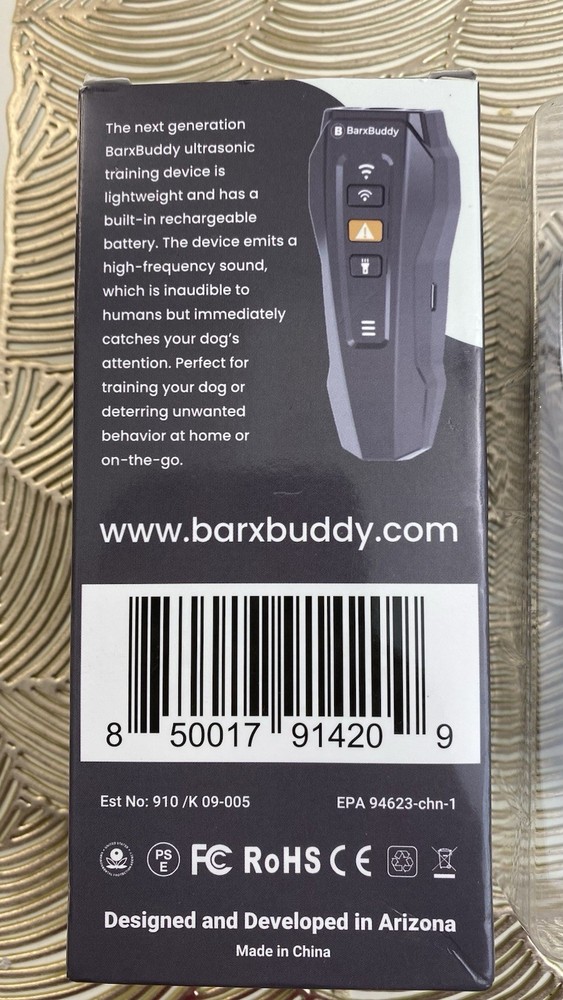 The next generation
BarxBuddy ultrasonic
training device is
lightweight and has a
built-in rechargeable
battery. The device emits a
high-frequency sound,
which is inaudible to
humans but immediately
catches your dog's
attention. Perfect for
training your dog or
deterring unwanted
behavior at home or
on-the-go.
B BarxBuddy
www.barxbuddy.com
8 50017 91420 9
Est No: 910 /K 09-005
EPA 94623-chn-1
PS
E
FC RoHS CE
Designed and Developed in Arizona
Made in China